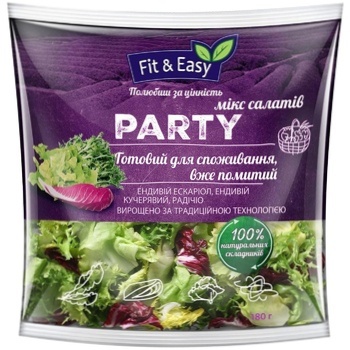 Fit & Easy
Полюбиш за цінність
мікс салатів
PARTY
Готовий для споживання,
вже помитий
ЕНДИВІЙ ЕСКАРІОЛ, ЕНДИВІЙ
КУЧЕРЯВИЙ, РАДІЧІО
ВИРОЩЕНО ЗА ТРАДИЦІЙНОЮ ТЕХНОЛОГІЄЮ
100%
натуральних
складників
180 г